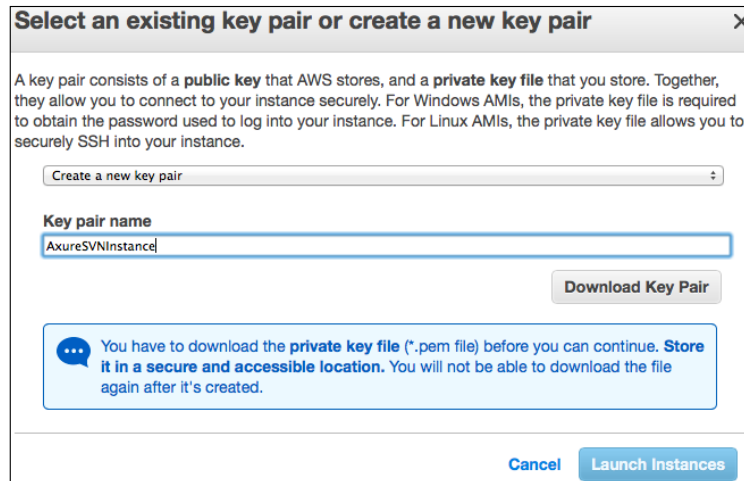 Select an existing key pair or create a new key pair
A key pair consists of a public key that AWS stores, and a private key file that you store. Together,
they allow you to connect to your instance securely. For Windows AMIs, the private key file is required
to obtain the password used to log into your instance. For Linux AMIs, the private key file allows you to
securely SSH into your instance.
Create a new key pair
Key pair name
AxureSVNInstance
Download Key Pair
You have to download the private key file (*.pem file) before you can continue. Store
it in a secure and accessible location. You will not be able to download the file
again after it's created.
Cancel Launch Instances